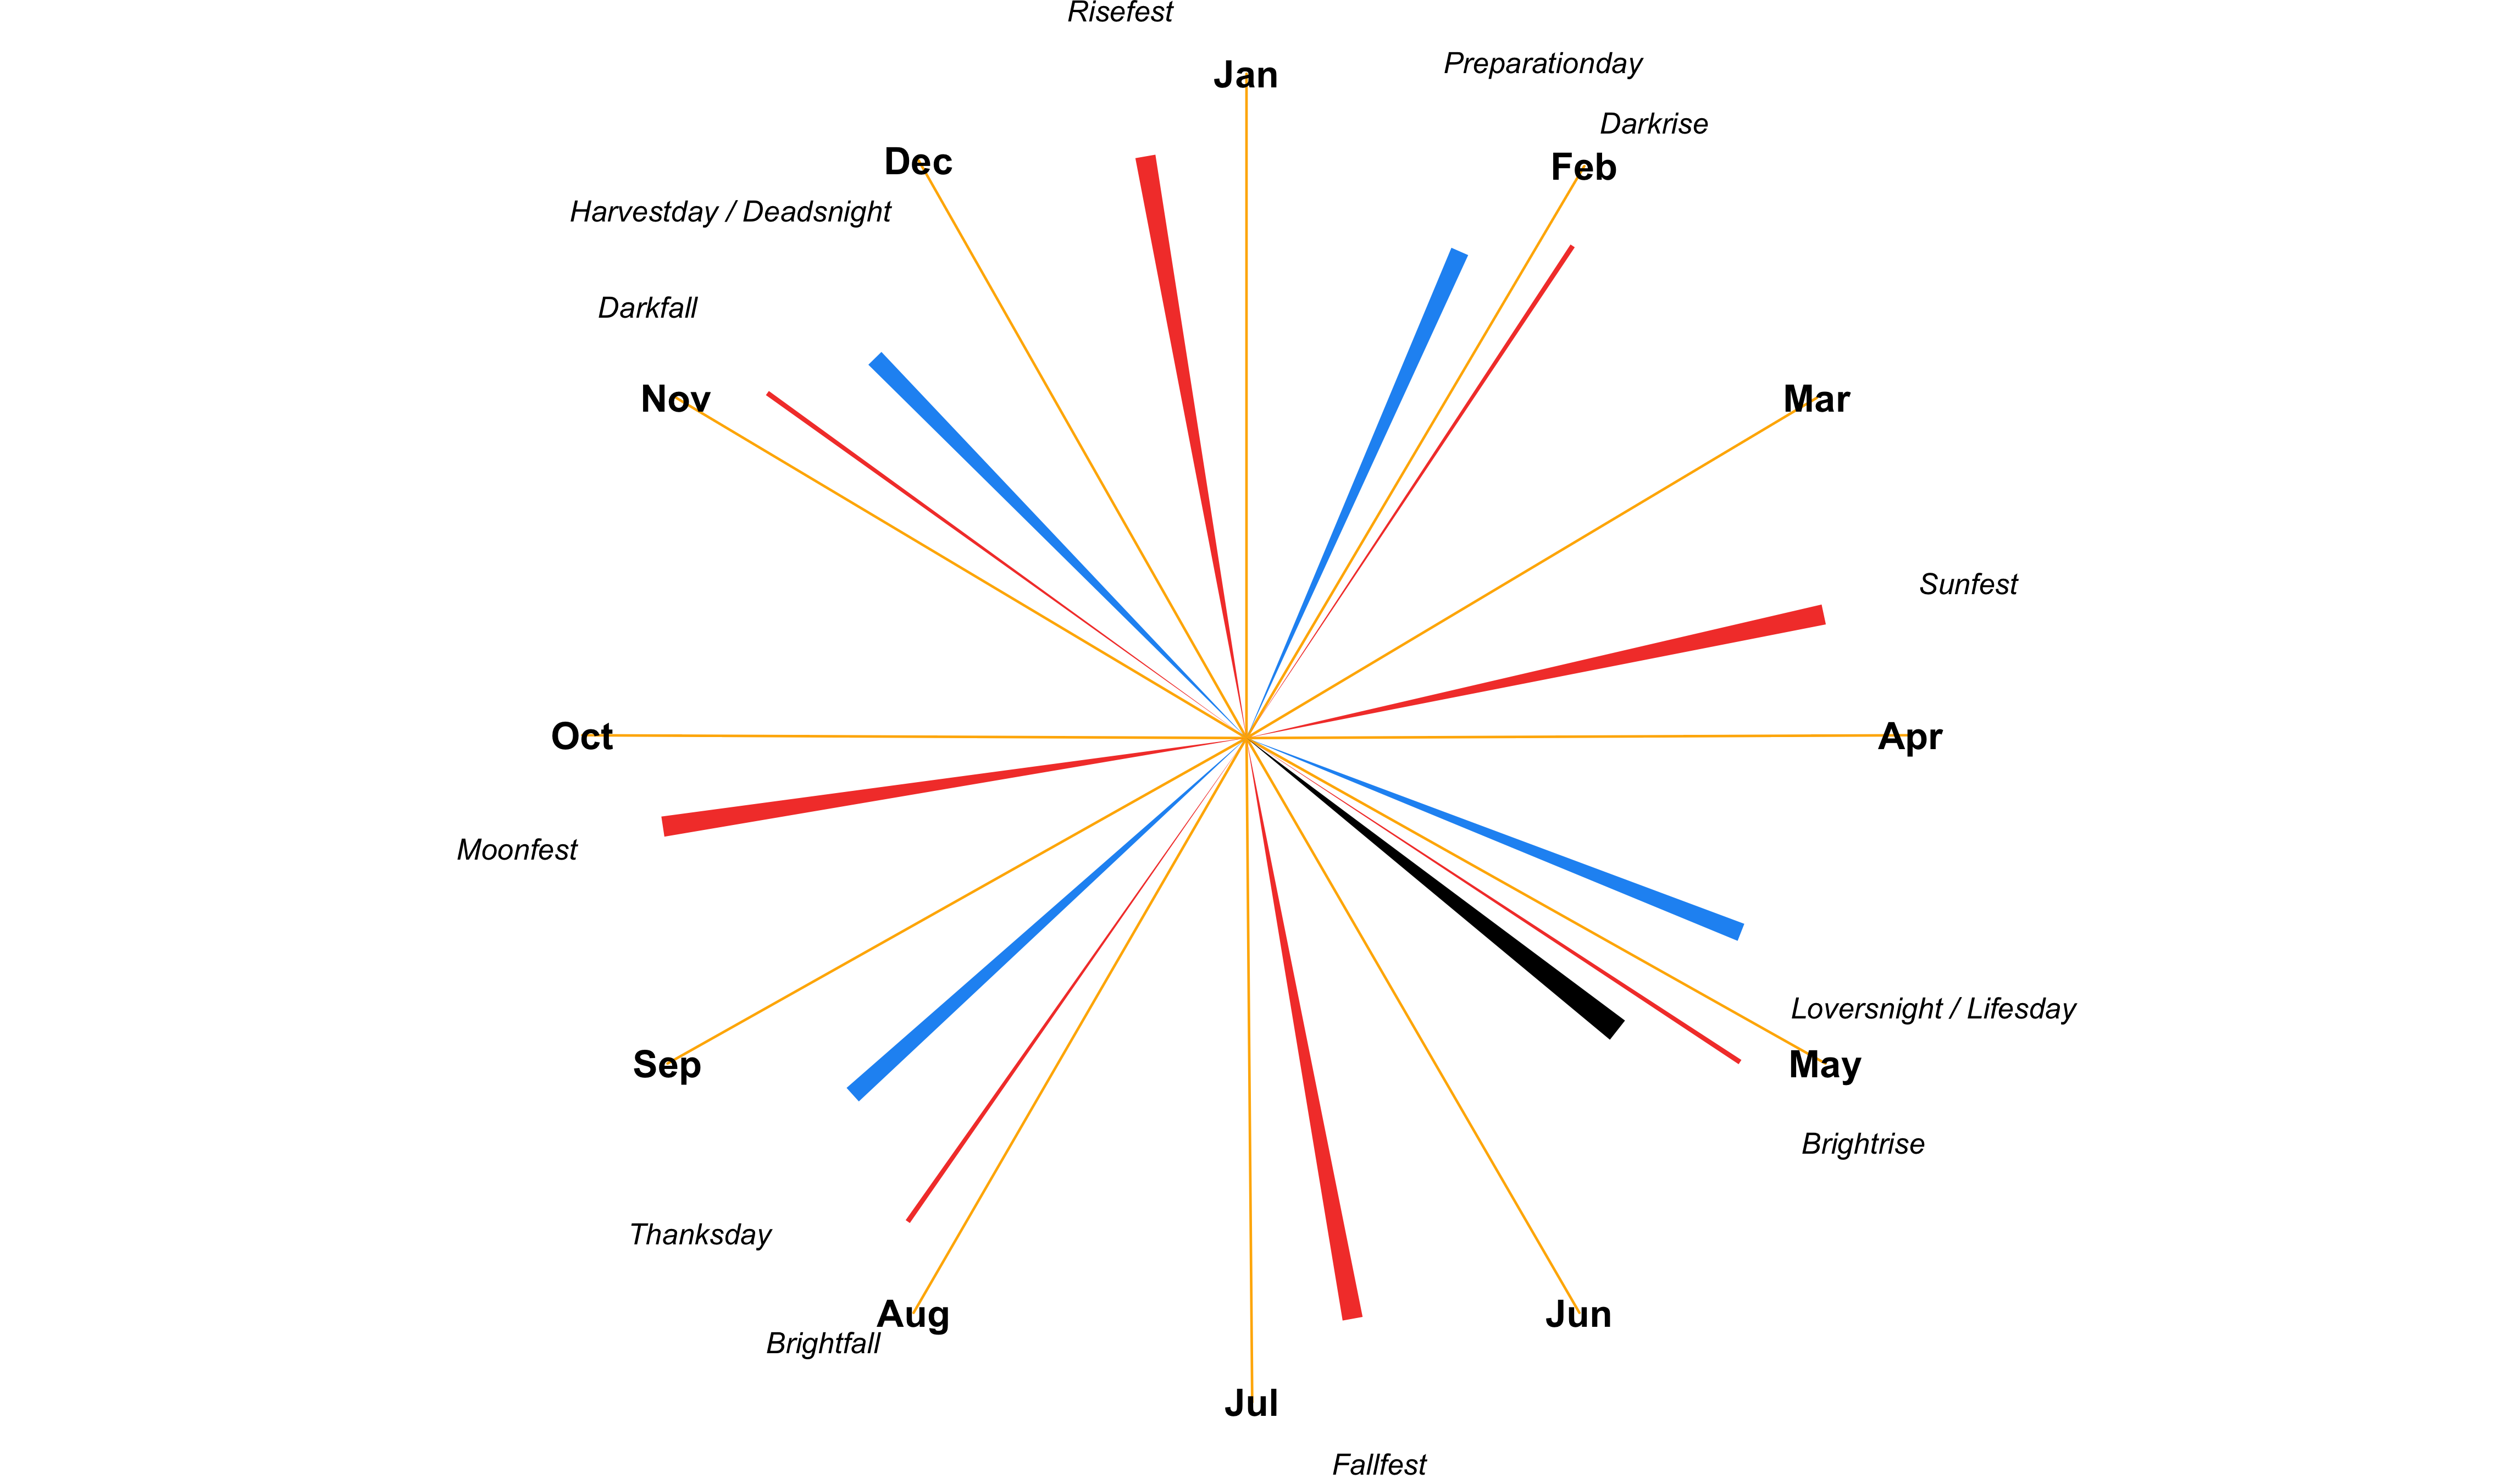 Risefest
Preparationday
Jan
Darkrise
Dec
Feb
Harvestday / Deadsnight
Darkfall
Nov
Mar
Sunfest
Oct
Apr
Moonfest
Loversnight / Lifesday
Sep
May
Brightrise
Thanksday
Aug
Jun
Brightfall
Jul
Fallfest